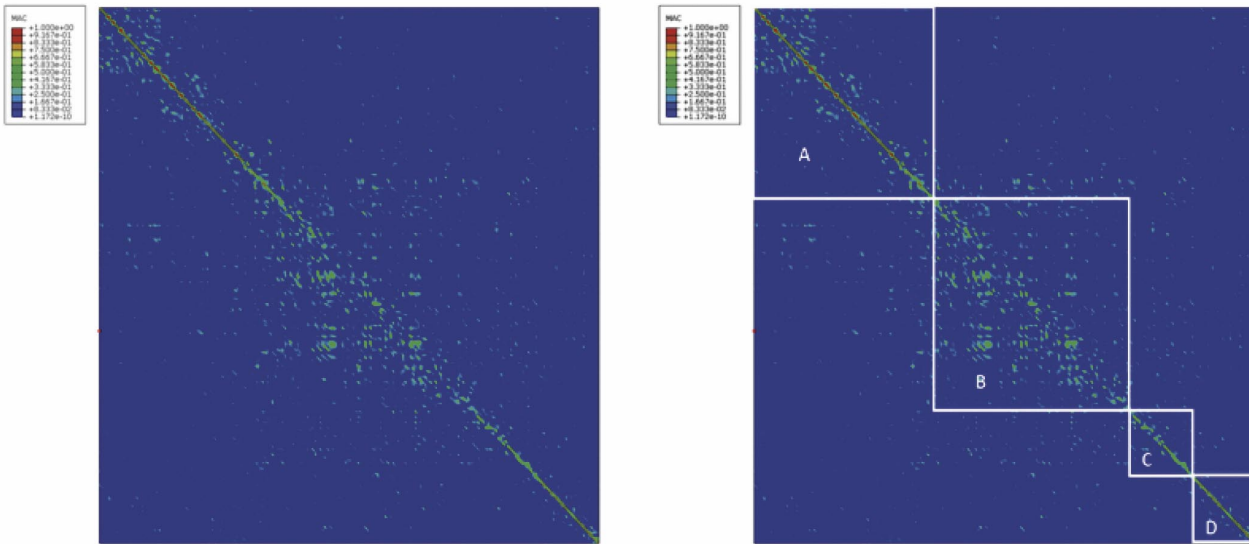 MAC
+1.000e+00
+9.167e-01
+8.333e-01
+7.500e-01
+6.667e-01
+5.833e-01
+5.000e-01
+4.167e-01
+3.333e-01
+2.500e-01
+1.667e-01
+8.333e-02
+1.172e-10
MAC
+1.000e+00
+9.167e-01
+8.333e-01
+7.500e-01
+6.667e-01
+5.833e-01
+5.000e-01
+4.167e-01
+3.333e-01
+2.500e-01
+1.667e-01
+8.333e-02
+1.172e-10
A
B
C
D